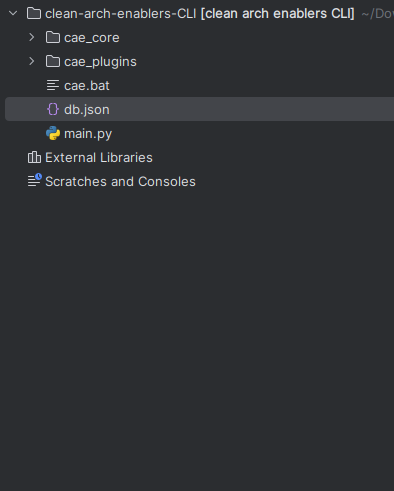 clean-arch-enablers-CLI [clean arch enablers CLI] ~/Dov
cae_core
cae_plugins
cae.bat
db.json
main.py
External Libraries
Scratches and Consoles